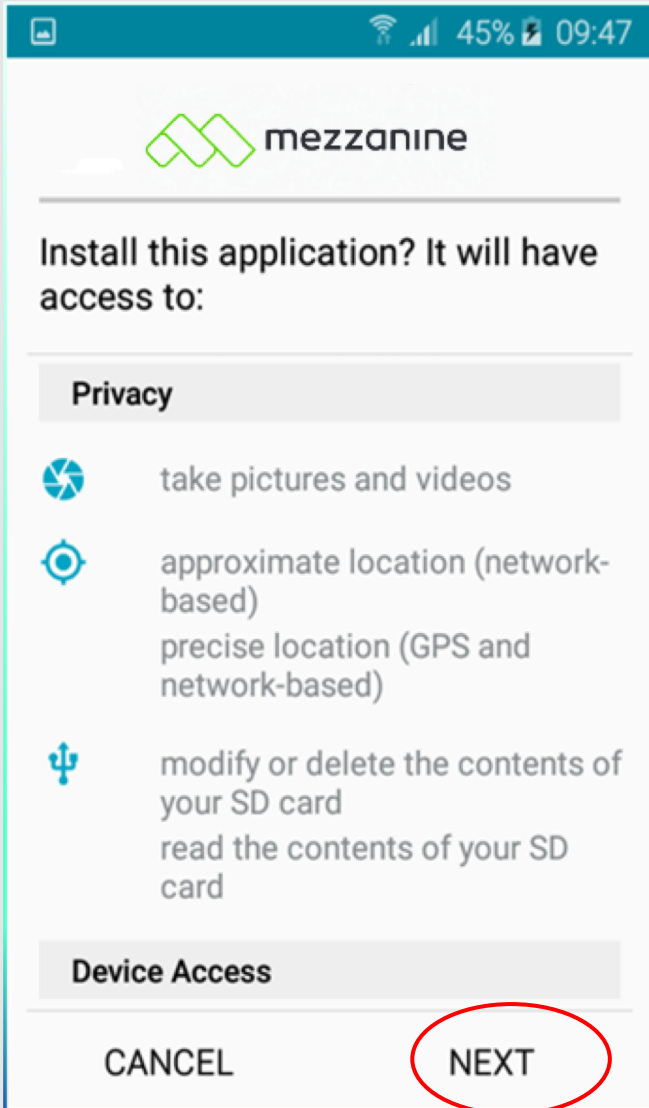 45% 09:47
mezzanine
Install this application? It will have
access to:
Privacy
take pictures and videos
approximate location (network-
based)
precise location (GPS and
network-based)
modify or delete the contents of
your SD card
read the contents of your SD
card
Device Access
CANCEL NEXT